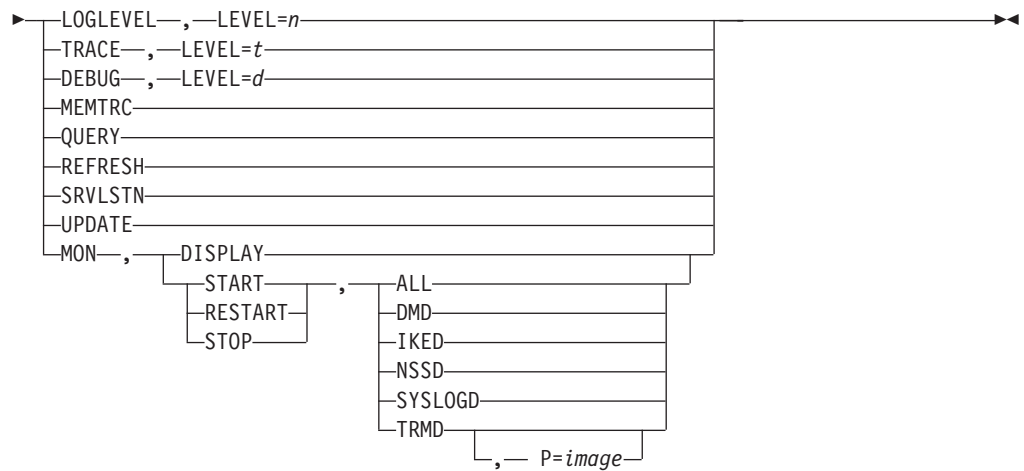 LOGLEVEL , LEVEL=n
TRACE , LEVEL=t
DEBUG , LEVEL=d
MEMTRC
QUERY
REFRESH
SRVLSTN
UPDATE
MON , DISPLAY
START , ALL
RESTART DMD
STOP IKED
NSSD
SYSLOGD
TRMD
, P=image